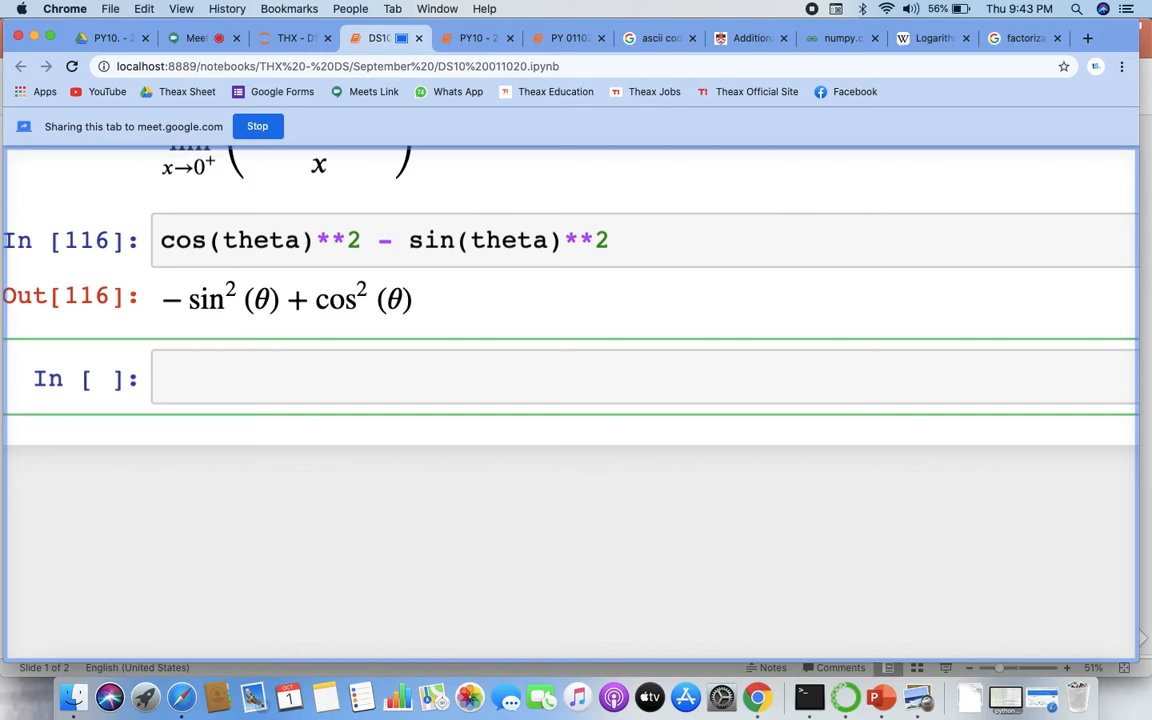 Chrome File Edit View History Bookmarks People Tab Window Help 56% Thu 9:43 PM
PY10. - 2 Meet THX - DS DS10 PY10 - 2 PY 0110 ascii cod Addition numpy.c Logarith factoriza
localhost:8889/notebooks/THX%20-%20DS/September%20/DS10%20011020.ipynb
Apps YouTube Theax Sheet Google Forms Meets Link Whats App Theax Education Theax Jobs Theax Official Site Facebook
Sharing this tab to meet.google.com Stop
x→0⁺ ( x )
In [116]: cos(theta)**2 - sin(theta)**2
Out[116]: − sin² (θ) + cos² (θ)
In [ ]:
Slide 1 of 2 English (United States) Notes Comments 51%